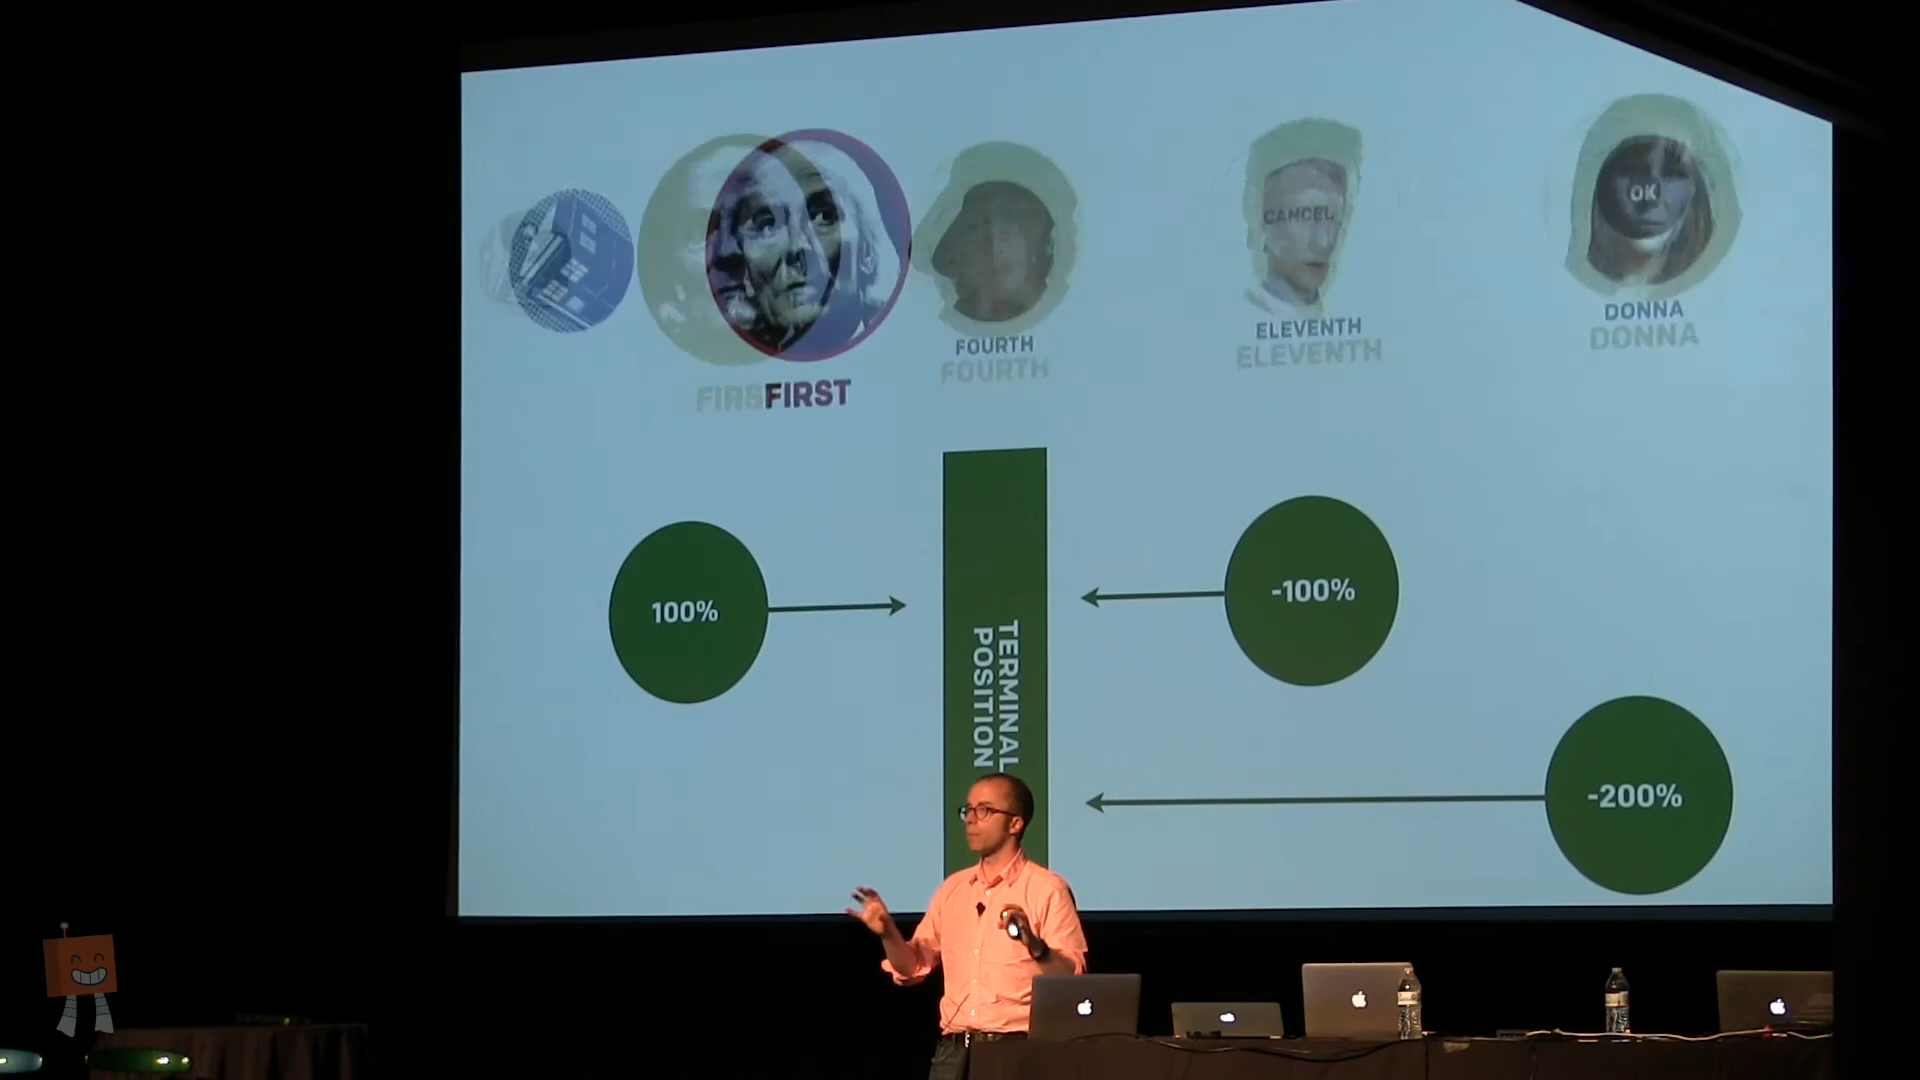 OK
CANCEL
DONNA
DONNA
ELEVENTH
ELEVENTH
FOURTH
FOURTH
FIRSFIRST
100%
-100%
TERMINAL
POSITION
-200%